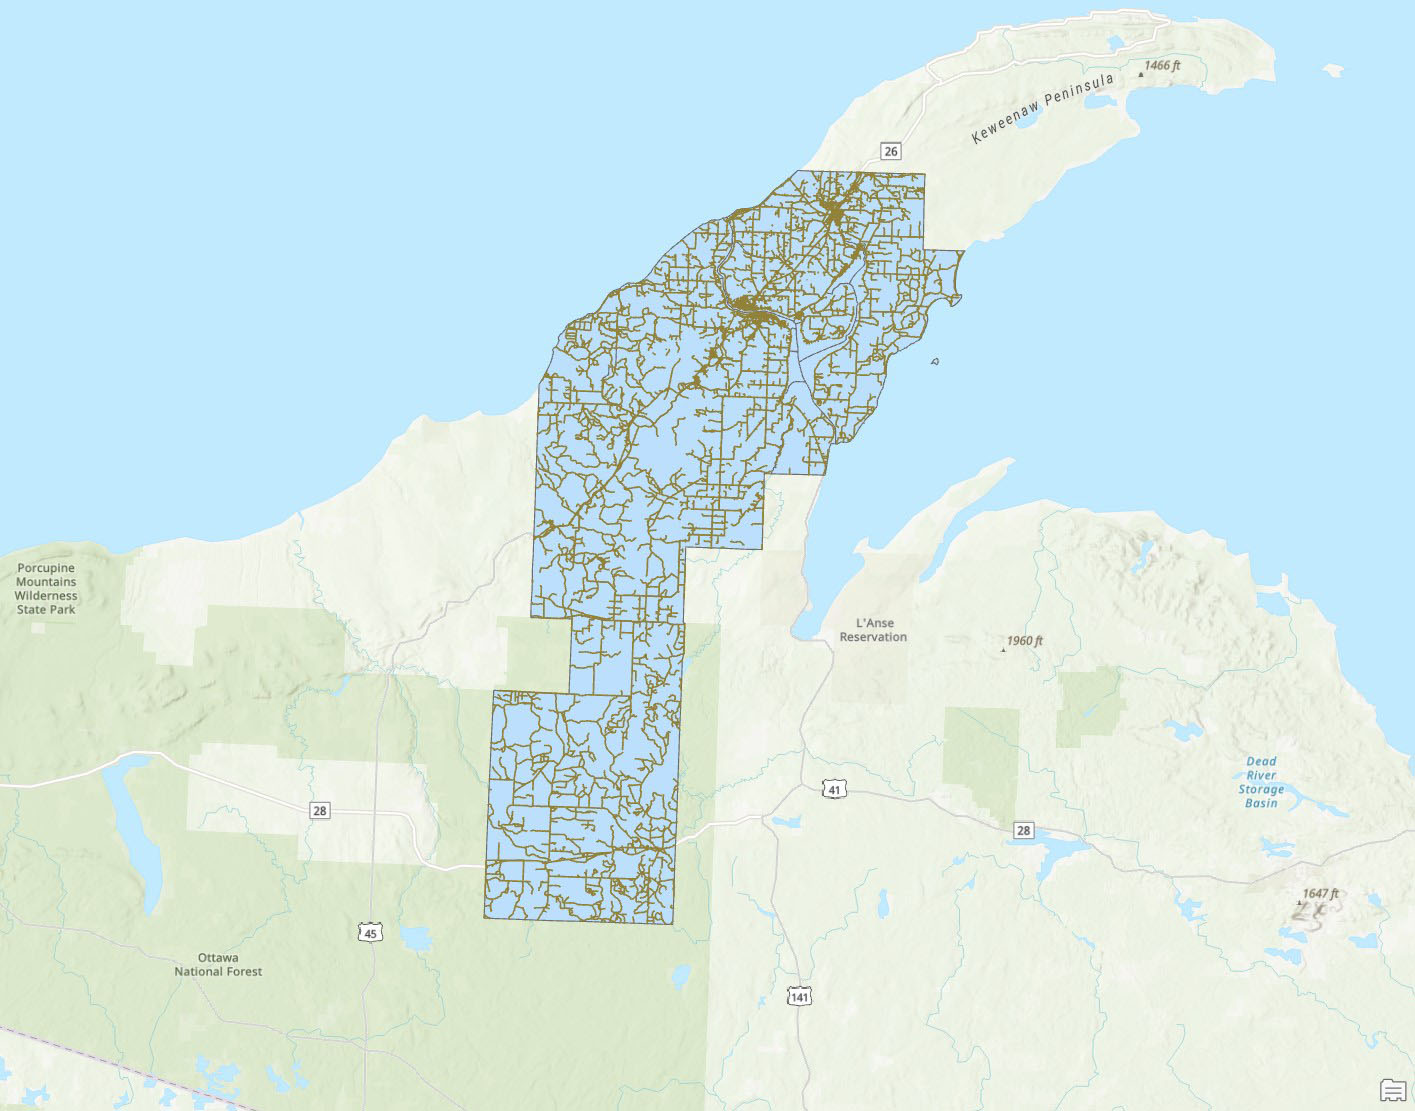 1466 ft
Keweenaw Peninsula
26
Porcupine
Mountains
Wilderness
State Park
L'Anse
Reservation
1960 ft
Dead
River
Storage
Basin
41
28
28
1647 ft
45
Ottawa
National Forest
141